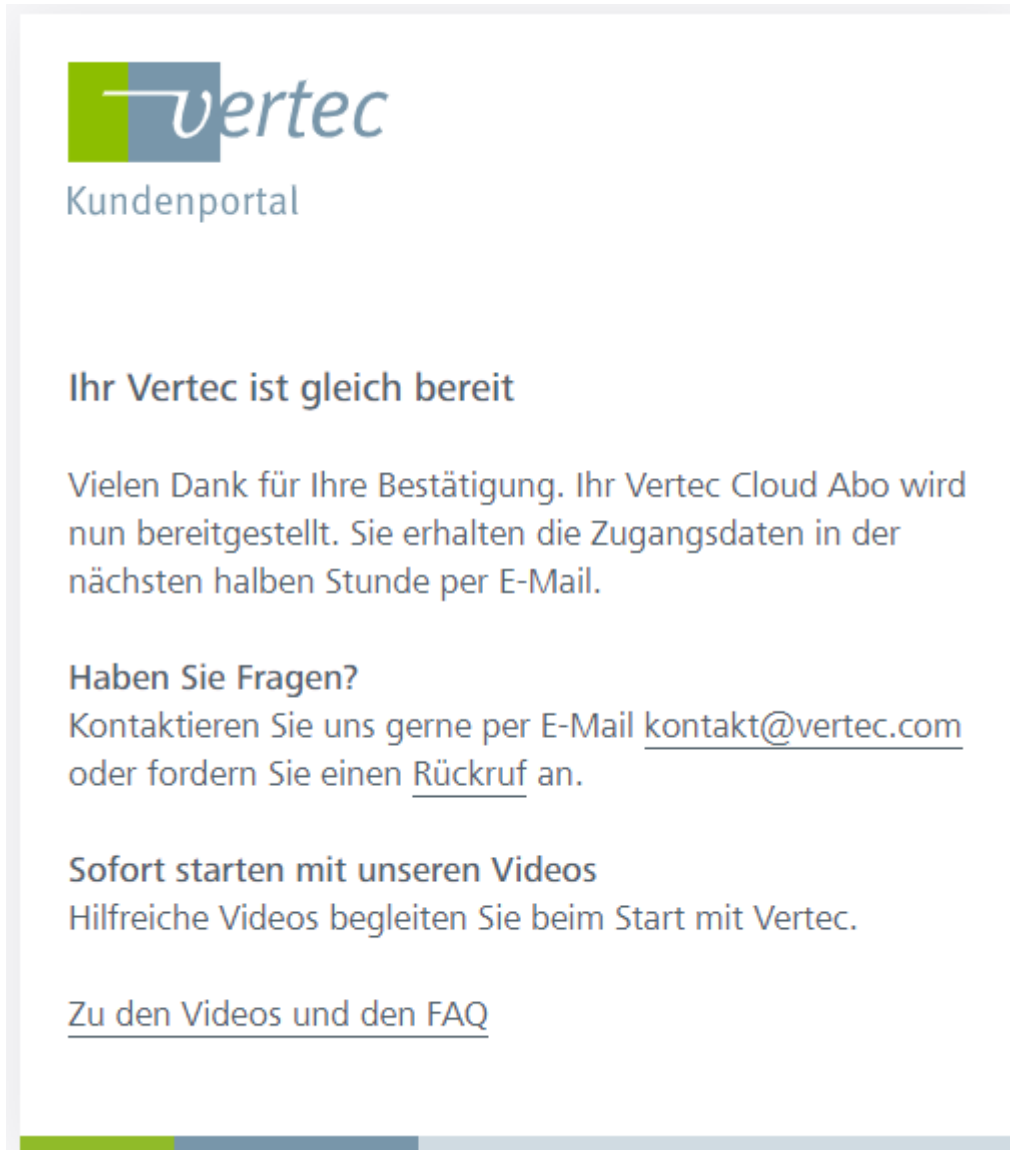 vertec
Kundenportal
Ihr Vertec ist gleich bereit
Vielen Dank für Ihre Bestätigung. Ihr Vertec Cloud Abo wird
nun bereitgestellt. Sie erhalten die Zugangsdaten in der
nächsten halben Stunde per E-Mail.
Haben Sie Fragen?
Kontaktieren Sie uns gerne per E-Mail kontakt@vertec.com
oder fordern Sie einen Rückruf an.
Sofort starten mit unseren Videos
Hilfreiche Videos begleiten Sie beim Start mit Vertec.
Zu den Videos und den FAQ